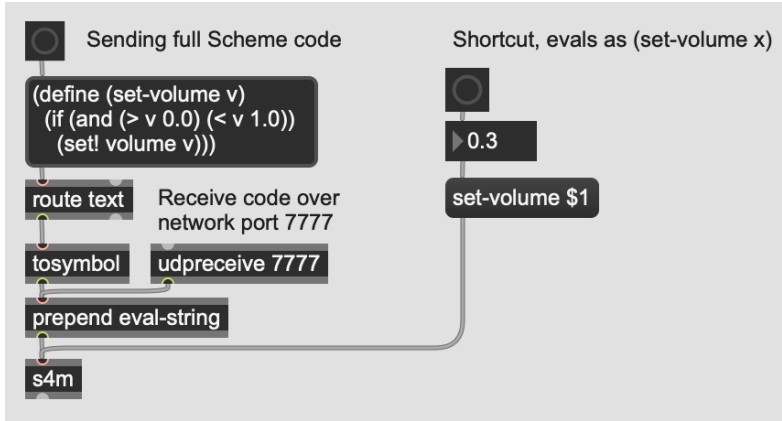 Sending full Scheme code
(define (set-volume v)
(if (and (> v 0.0) (< v 1.0))
(set! volume v)))
route text
Receive code over
network port 7777
tosymbol
udpreceive 7777
prepend eval-string
s4m
Shortcut, evals as (set-volume x)
0.3
set-volume $1